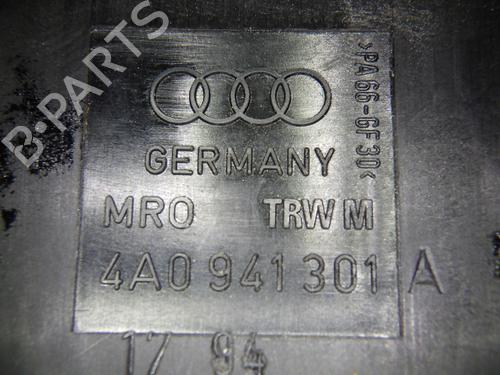 B-PARTS
>PA66-GF30<
GERMANY
MRO TRW M
4A0 941 301 A
17 94